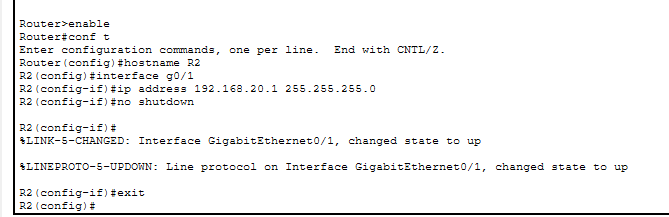 Router>enable
Router#conf t
Enter configuration commands, one per line.  End with CNTL/Z.
Router(config)#hostname R2
R2(config)#interface g0/1
R2(config-if)#ip address 192.168.20.1 255.255.255.0
R2(config-if)#no shutdown
R2(config-if)#
%LINK-5-CHANGED: Interface GigabitEthernet0/1, changed state to up
%LINEPROTO-5-UPDOWN: Line protocol on Interface GigabitEthernet0/1, changed state to up
R2(config-if)#exit
R2(config)#